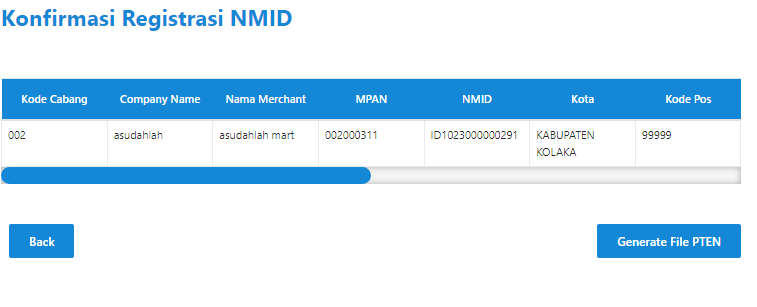 Konfirmasi Registrasi NMID
Kode Cabang Company Name Nama Merchant MPAN NMID Kota Kode Pos
002 asudahlah asudahlah mart 002000311 ID1023000000291 KABUPATEN 99999
KOLAKA
Back Generate File PTEN